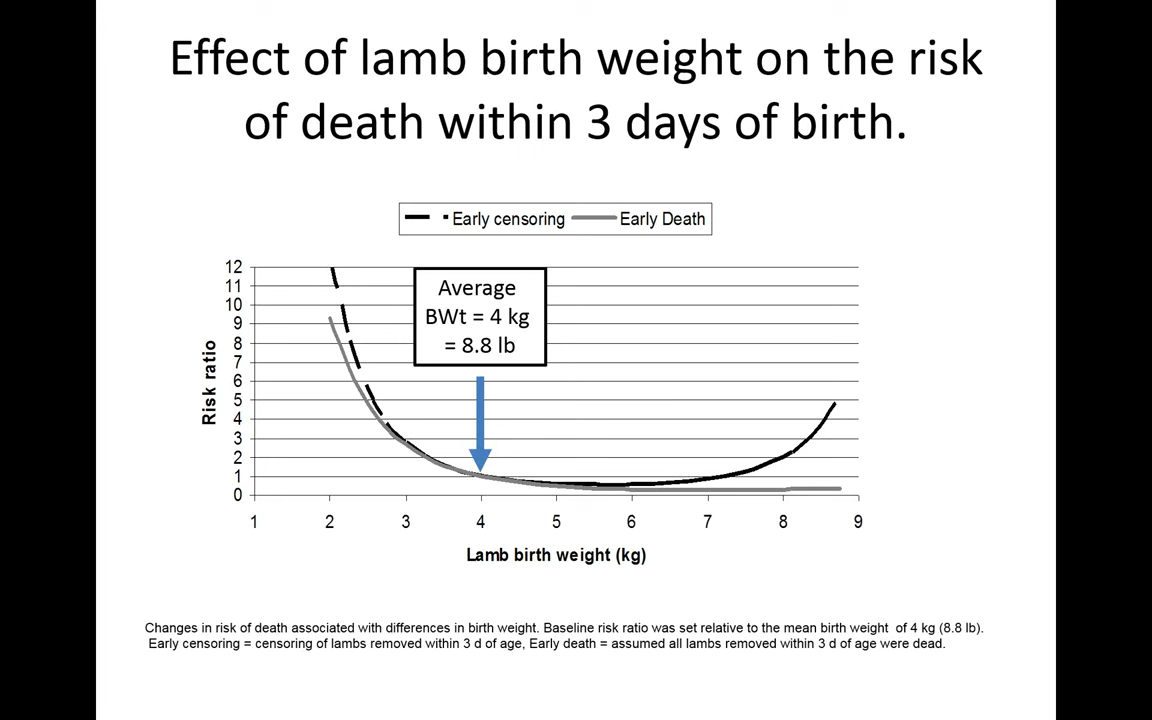 Effect of lamb birth weight on the risk
of death within 3 days of birth.
Early censoring
Early Death
Average
BWt = 4 kg
= 8.8 lb
Risk ratio
12
11
10
9
8
7
6
5
4
3
2
1
0
1 2 3 4 5 6 7 8 9
Lamb birth weight (kg)
Changes in risk of death associated with differences in birth weight. Baseline risk ratio was set relative to the mean birth weight of 4 kg (8.8 lb).
Early censoring = censoring of lambs removed within 3 d of age, Early death = assumed all lambs removed within 3 d of age were dead.